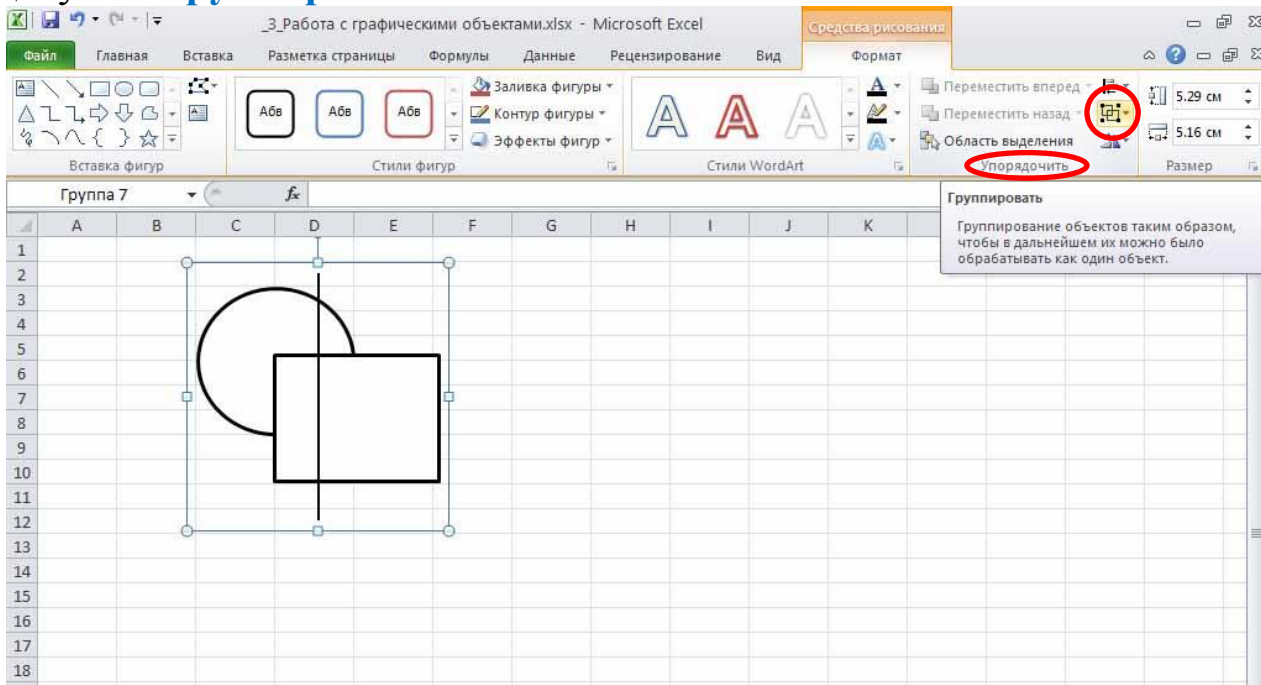 _3_Работа с графическими объектами.xlsx - Microsoft Excel
Средства рисования
Файл Главная Вставка Разметка страницы Формулы Данные Рецензирование Вид Формат
Абв Абв Абв
Заливка фигуры
Контур фигуры
Эффекты фигур
A A A
A
A
Переместить вперед
Переместить назад
Область выделения
5.29 см
5.16 см
Вставка фигур Стили фигур Стили WordArt Упорядочить Размер
Группа 7 fx
Группировать
Группирование объектов таким образом,
чтобы в дальнейшем их можно было
обрабатывать как один объект.
A B C D E F G H I J K
1
2
3
4
5
6
7
8
9
10
11
12
13
14
15
16
17
18